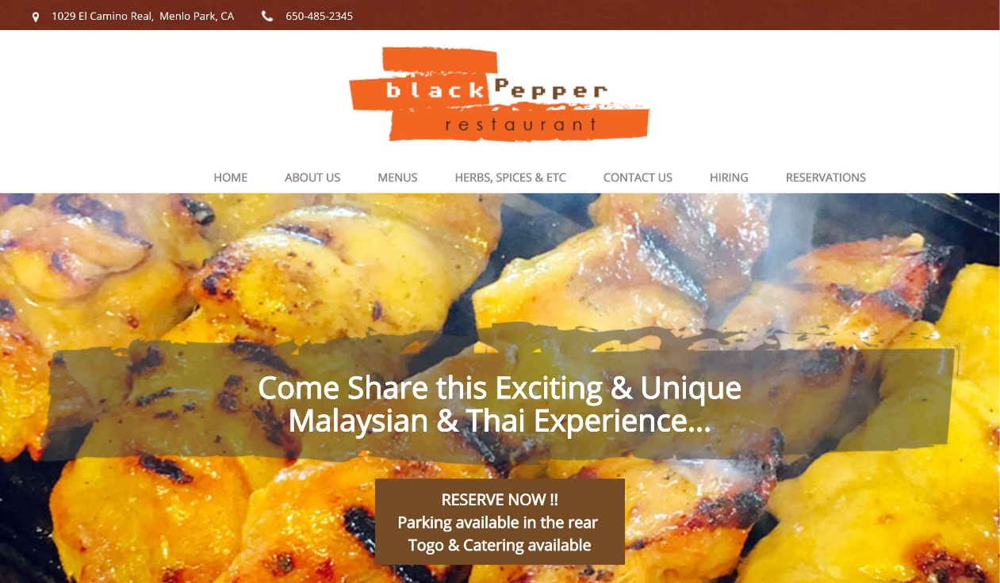 1029 El Camino Real, Menlo Park, CA 650-485-2345
black Pepper
restaurant
HOME ABOUT US MENUS HERBS, SPICES & ETC CONTACT US HIRING RESERVATIONS
Come Share this Exciting & Unique
Malaysian & Thai Experience...
RESERVE NOW !!
Parking available in the rear
Togo & Catering available